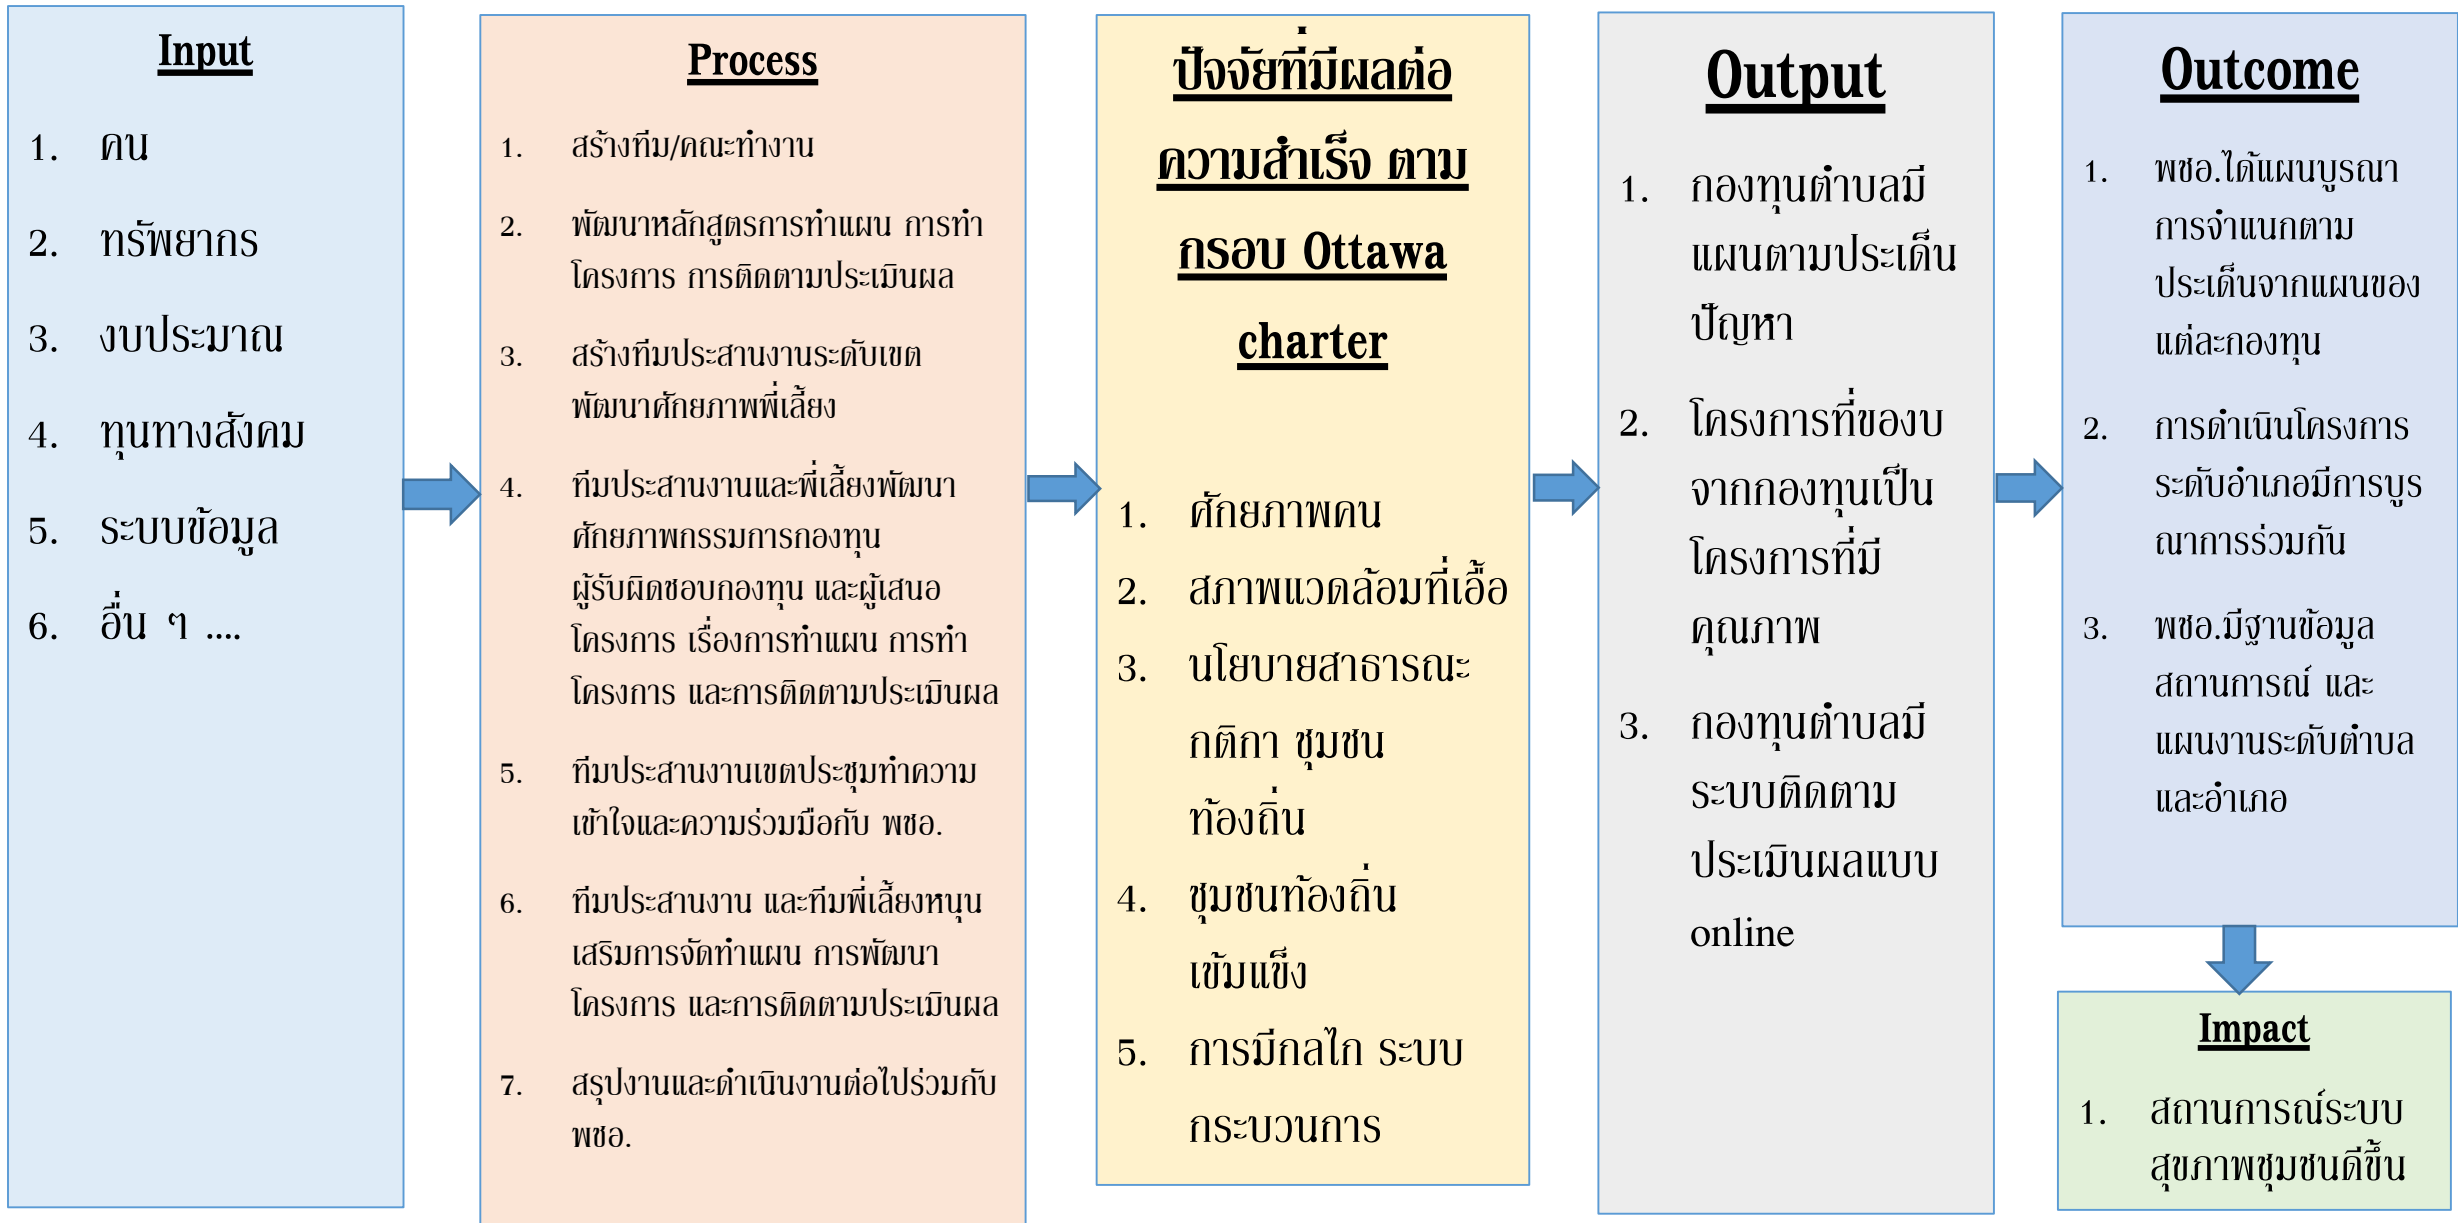 Input
1. คน
2. ทรัพยากร
3. งบประมาณ
4. ทุนทางสังคม
5. ระบบข้อมูล
6. อื่น ๆ ....
Process
1. สร้างทีม/คณะทำงาน
2. พัฒนาหลักสูตรการทำแผน การทำ
โครงการ การติดตามประเมินผล
3. สร้างทีมประสานงานระดับเขต
พัฒนาศักยภาพพี่เลี้ยง
4. ทีมประสานงานและพี่เลี้ยงพัฒนา
ศักยภาพกรรมการกองทุน
ผู้รับผิดชอบกองทุน และผู้เสนอ
โครงการ เรื่องการทำแผน การทำ
โครงการ และการติดตามประเมินผล
5. ทีมประสานงานเขตประชุมทำความ
เข้าใจและความร่วมมือกับ พชอ.
6. ทีมประสานงาน และทีมพี่เลี้ยงหนุน
เสริมการจัดทำแผน การพัฒนา
โครงการ และการติดตามประเมินผล
7. สรุปงานและดำเนินงานต่อไปร่วมกับ
พชอ.
ปัจจัยที่มีผลต่อ
ความสำเร็จ ตาม
กรอบ Ottawa
charter
1. ศักยภาพคน
2. สภาพแวดล้อมที่เอื้อ
3. นโยบายสาธารณะ
กติกา ชุมชน
ท้องถิ่น
4. ชุมชนท้องถิ่น
เข้มแข็ง
5. การมีกลไก ระบบ
กระบวนการ
Output
1. กองทุนตำบลมี
แผนตามประเด็น
ปัญหา
2. โครงการที่ของบ
จากกองทุนเป็น
โครงการที่มี
คุณภาพ
3. กองทุนตำบลมี
ระบบติดตาม
ประเมินผลแบบ
online
Outcome
1. พชอ.ได้แผนบูรณา
การจำแนกตาม
ประเด็นจากแผนของ
แต่ละกองทุน
2. การดำเนินโครงการ
ระดับอำเภอมีการบูร
ณาการร่วมกัน
3. พชอ.มีฐานข้อมูล
สถานการณ์ และ
แผนงานระดับตำบล
และอำเภอ
Impact
1. สถานการณ์ระบบ
สุขภาพชุมชนดีขึ้น